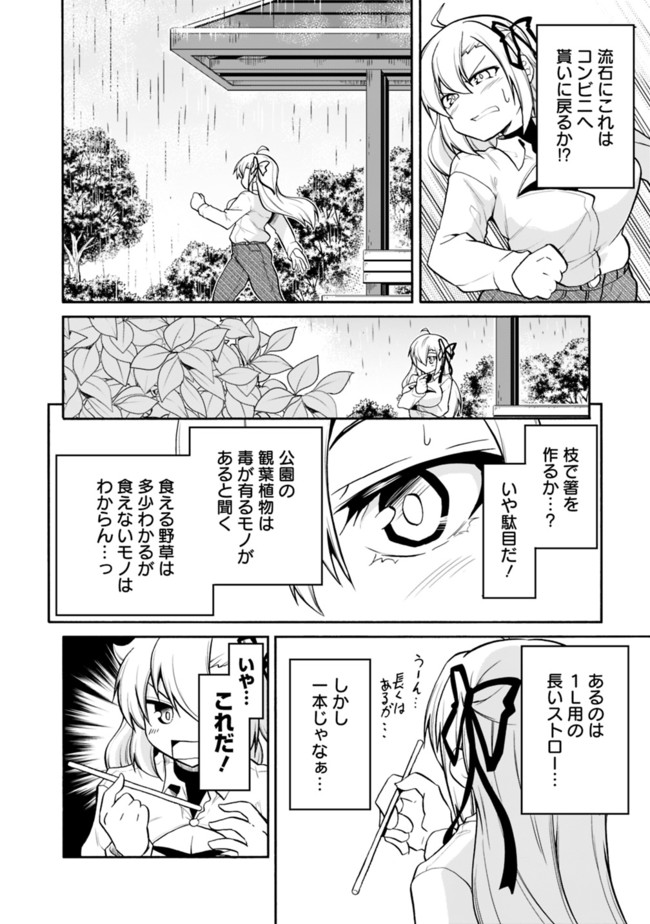 流石にこれは
コンビニへ
貰いに戻るか!?
枝で箸を
作るか…?
いや駄目だ!
公園の
観葉植物は
毒が有るモノが
あると聞く
食える野草は
多少わかるが
食えないモノは
わからん…っ
あるのは
1L用の
長いストロー…
うーん…
長くは
あるが…
しかし
一本じゃなぁ…
いや…
これだ!